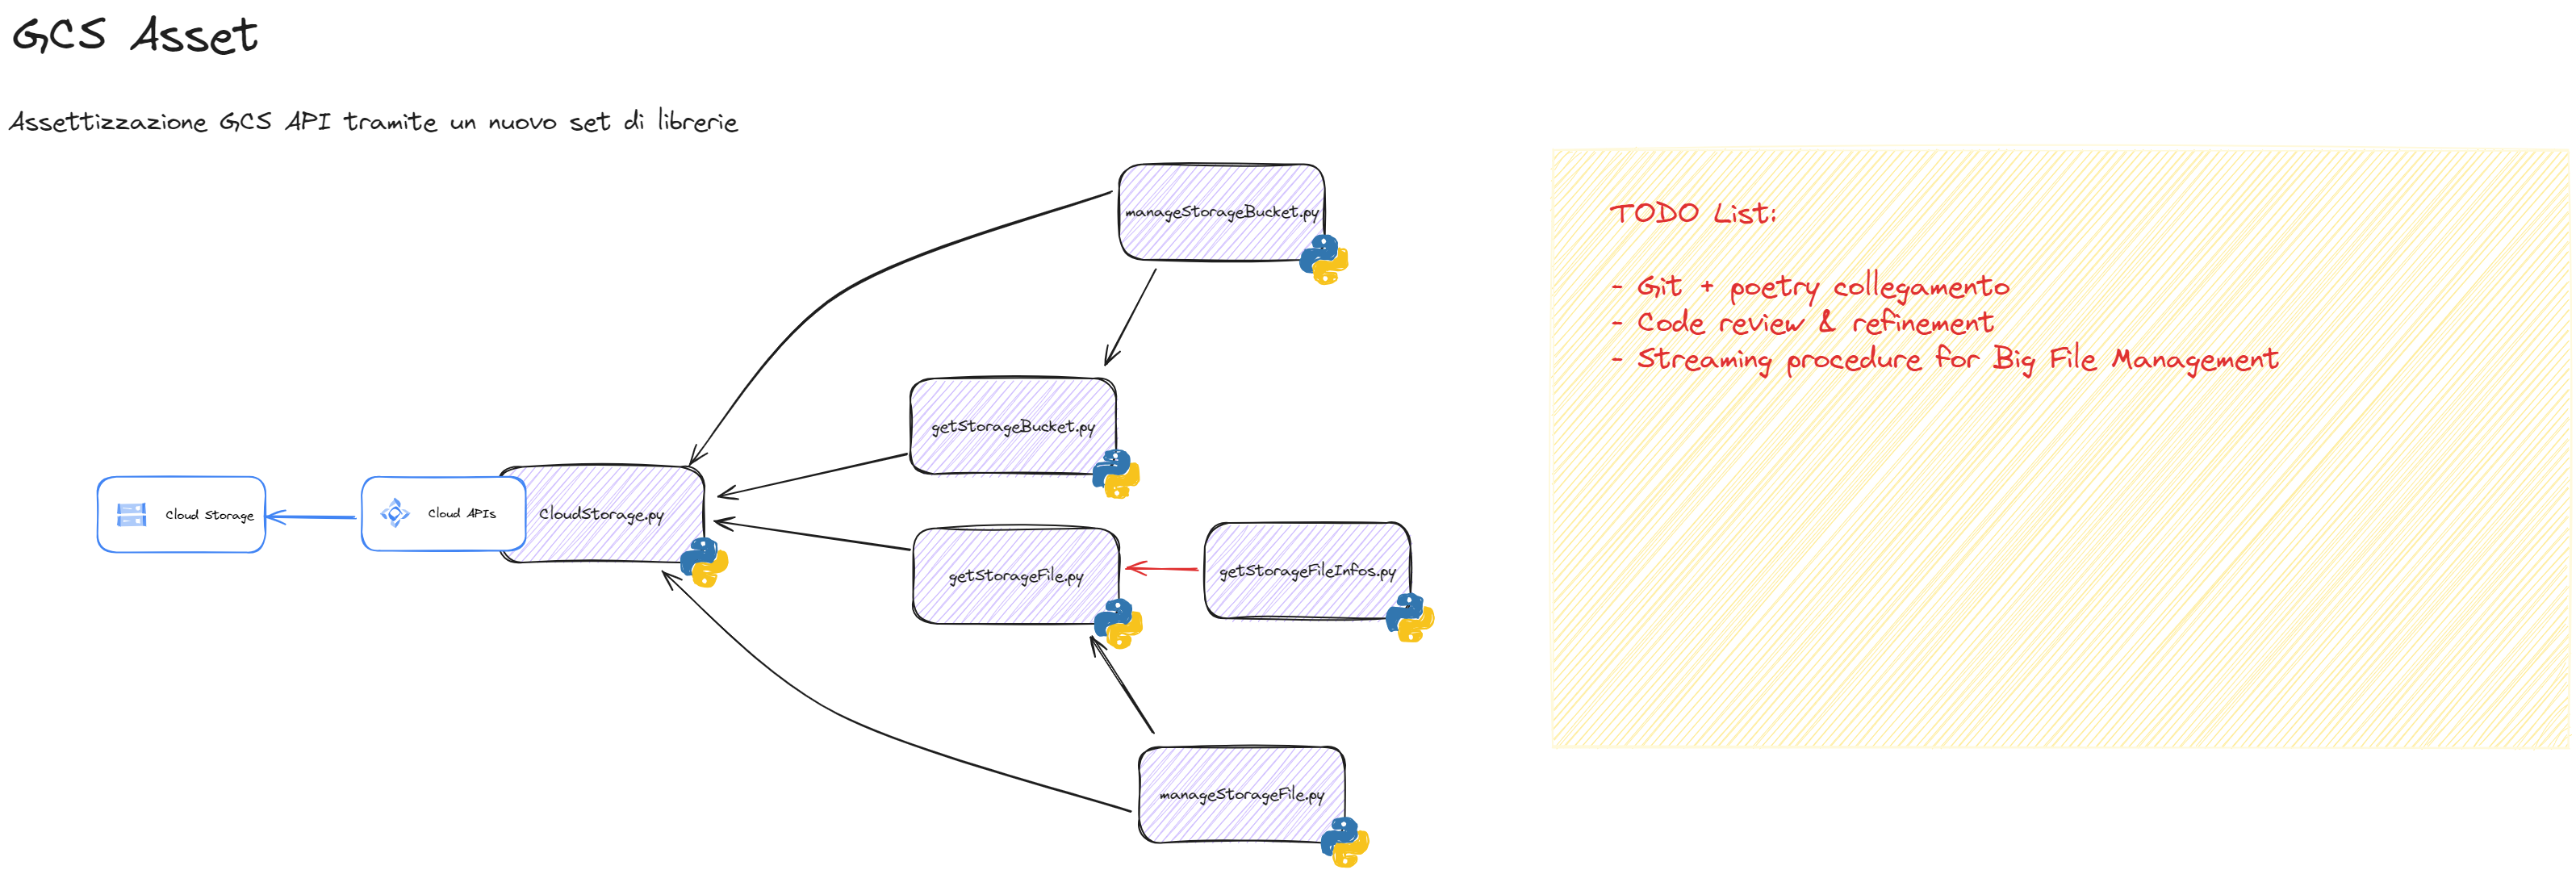 GCS Asset
Assettizzazione GCS API tramite un nuovo set di librerie
manageStorageBucket.py
getStorageBucket.py
Cloud Storage
Cloud APIs
CloudStorage.py
getStorageFile.py
getStorageFileInfos.py
manageStorageFile.py
TODO List:
- Git + poetry collegamento
- Code review & refinement
- Streaming procedure for Big File Management